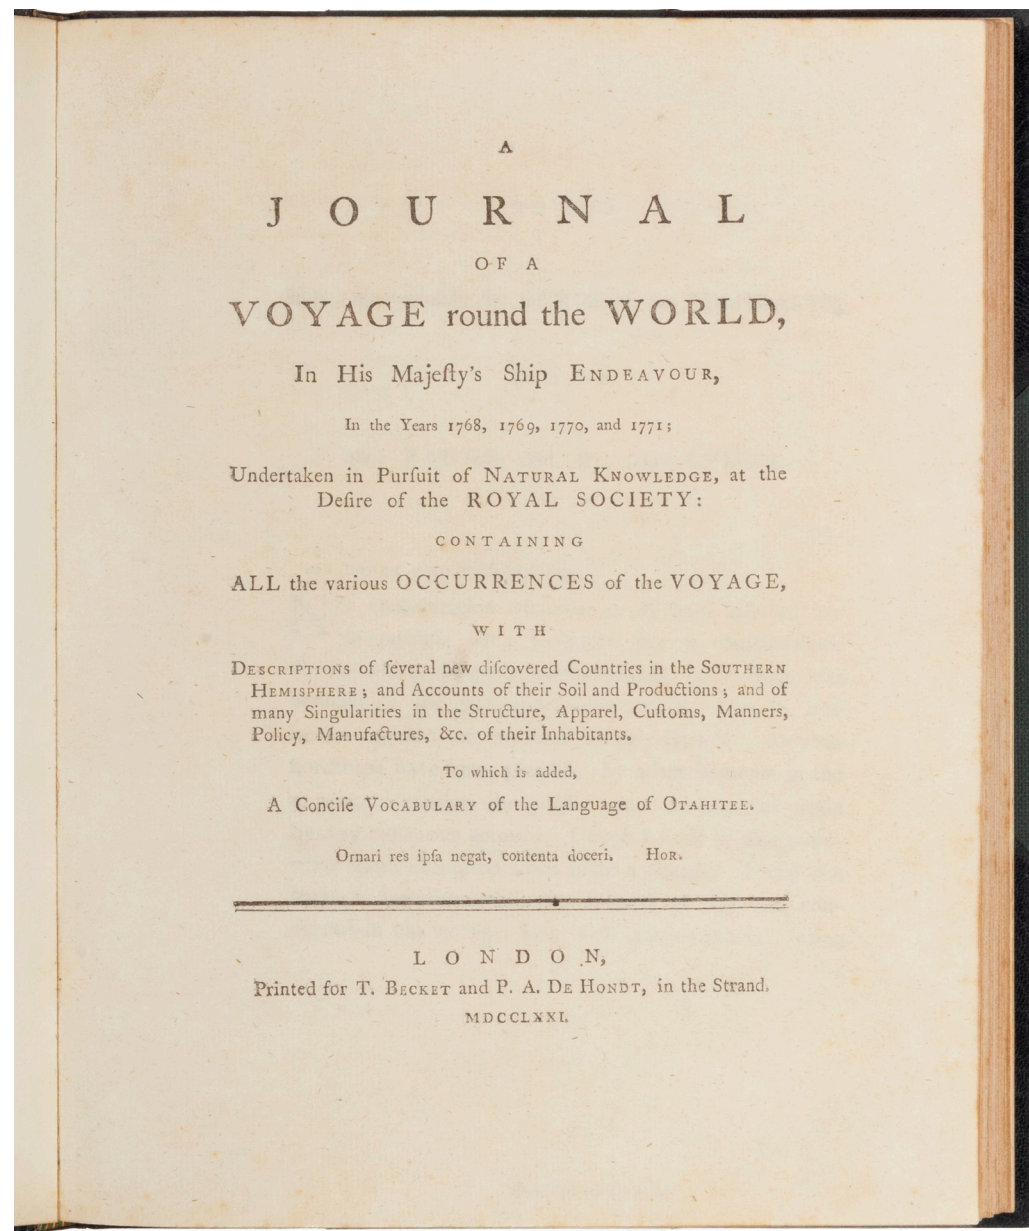 A
JOURNAL
OF A
VOYAGE round the WORLD,
In His Majeſty's Ship ENDEAVOUR,
In the Years 1768, 1769, 1770, and 1771;
Undertaken in Purſuit of NATURAL KNOWLEDGE, at the
Deſire of the ROYAL SOCIETY:
CONTAINING
ALL the various OCCURRENCES of the VOYAGE,
WITH
DESCRIPTIONS of ſeveral new diſcovered Countries in the SOUTHERN
HEMISPHERE; and Accounts of their Soil and Productions; and of
many Singularities in the Structure, Apparel, Cuſtoms, Manners,
Policy, Manufactures, &c. of their Inhabitants.
To which is added,
A Conciſe VOCABULARY of the Language of OTAHITEE.
Ornari res ipſa negat, contenta doceri. HOR.
LONDON,
Printed for T. BECKET and P. A. DE HONDT, in the Strand.
MDCCLXXI.